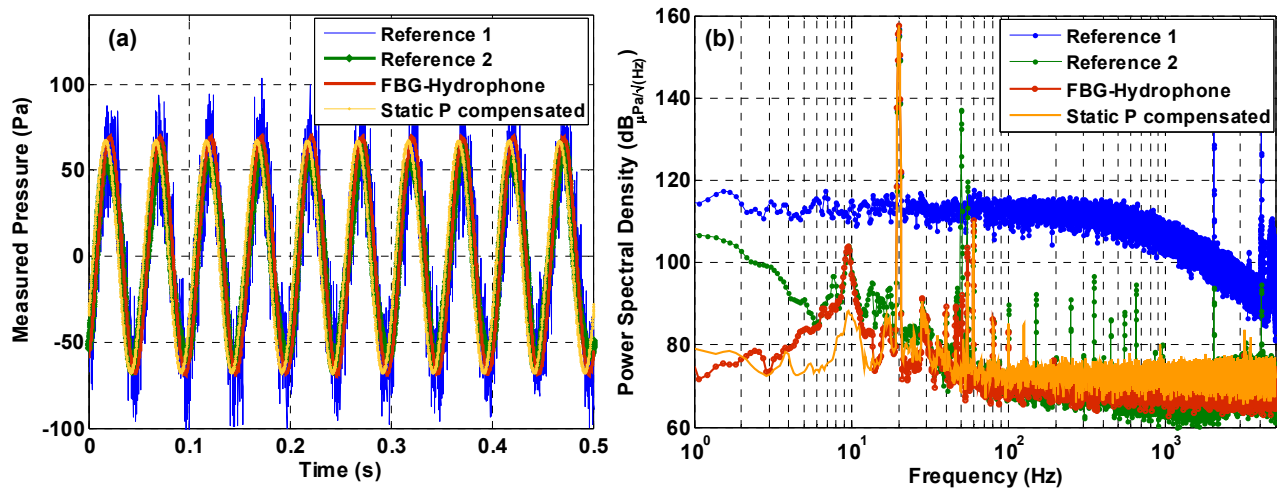 (a)
Reference 1
Reference 2
FBG-Hydrophone
Static P compensated
Measured Pressure (Pa)
100
50
0
-50
-100
0 0.1 0.2 0.3 0.4 0.5
Time (s)
(b)
Reference 1
Reference 2
FBG-Hydrophone
Static P compensated
Power Spectral Density (dB μPa/√(Hz)
160
140
120
100
80
60
10^0 10^1 10^2 10^3
Frequency (Hz)